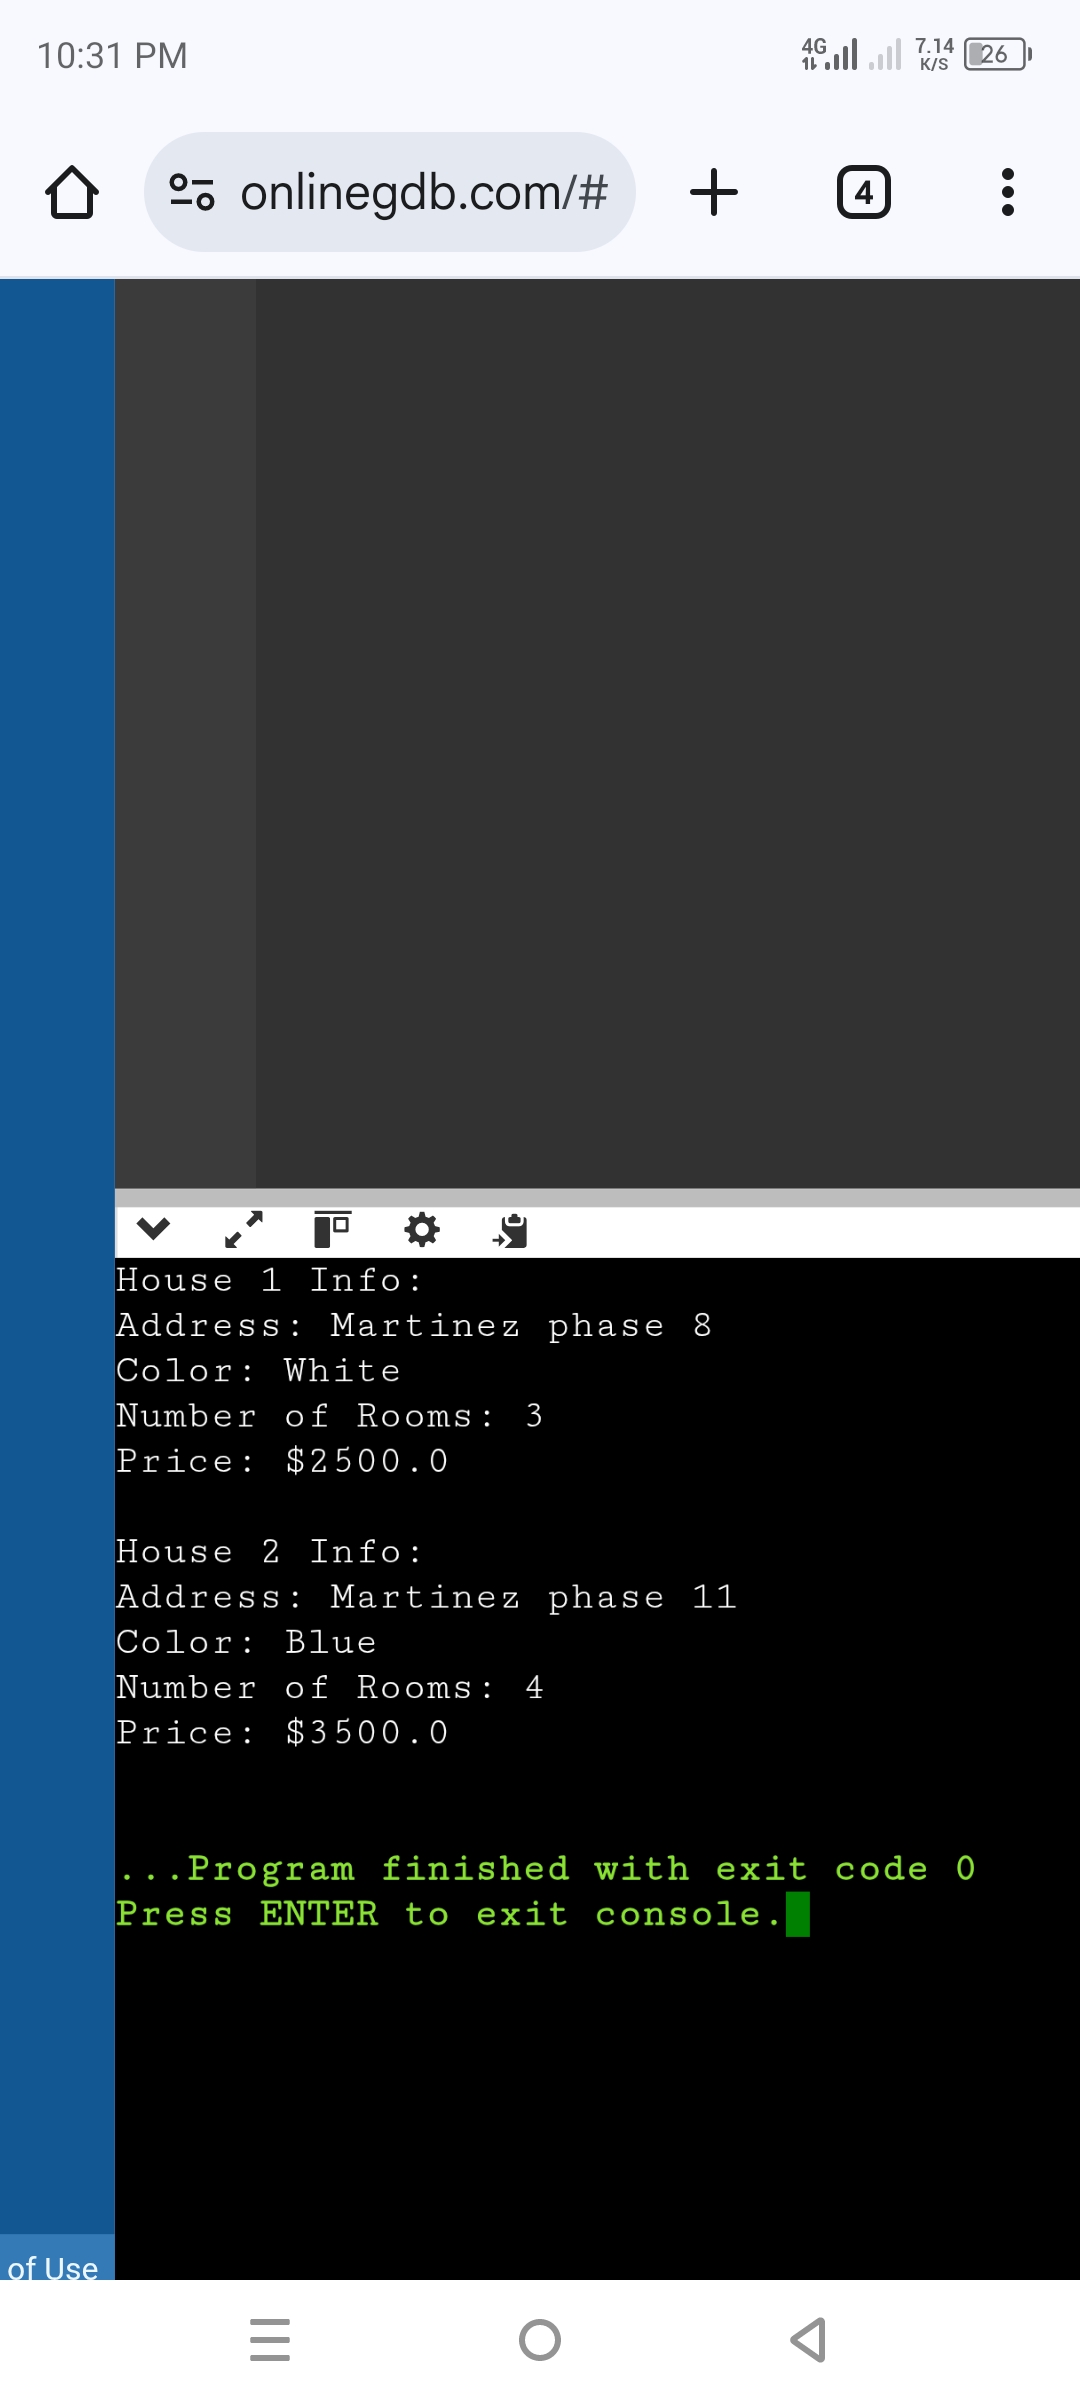 10:31 PM
4G
7.14
K/S
26
onlinegdb.com/#
4
House 1 Info:
Address: Martinez phase 8
Color: White
Number of Rooms: 3
Price: $2500.0
House 2 Info:
Address: Martinez phase 11
Color: Blue
Number of Rooms: 4
Price: $3500.0
...Program finished with exit code 0
Press ENTER to exit console.
of Use